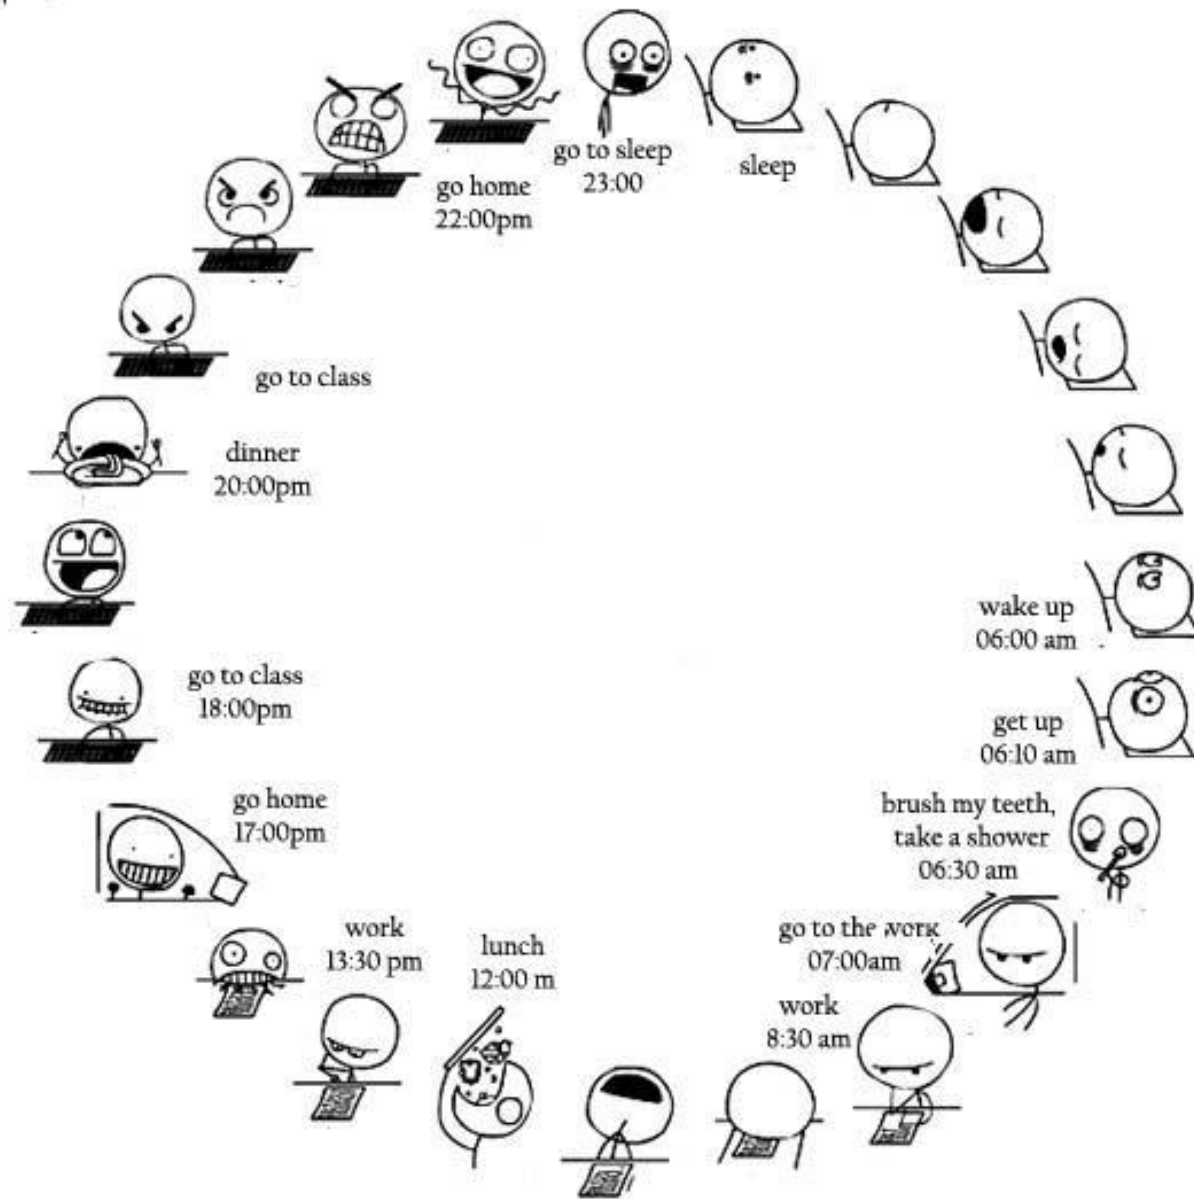 go to sleep
23:00
sleep
wake up
06:00 am
get up
06:10 am
brush my teeth,
take a shower
06:30 am
go to the work
07:00am
work
8:30 am
lunch
12:00 m
work
13:30 pm
go home
17:00pm
go to class
18:00pm
dinner
20:00pm
go to class
go home
22:00pm